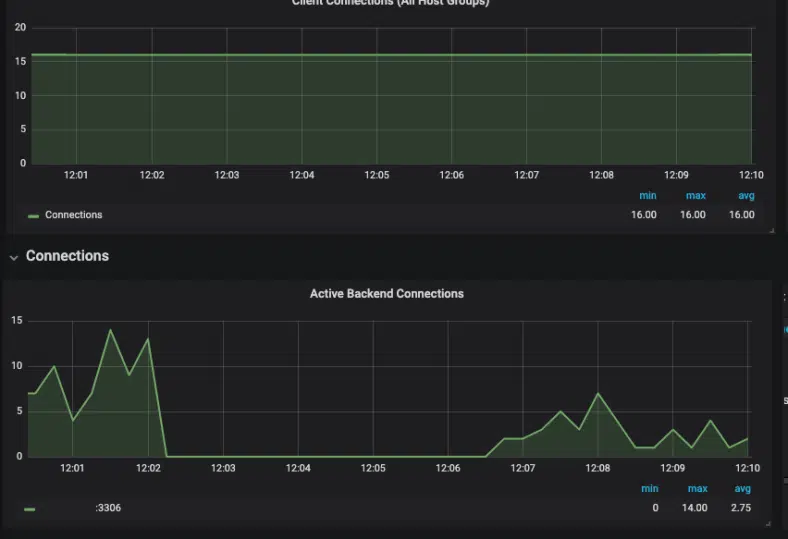 Client Connections (All Host Groups)
20
15
10
5
0
12:01 12:02 12:03 12:04 12:05 12:06 12:07 12:08 12:09 12:10
min max avg
Connections 16.00 16.00 16.00
Connections
Active Backend Connections
15
10
5
0
12:01 12:02 12:03 12:04 12:05 12:06 12:07 12:08 12:09 12:10
min max avg
:3306 0 14.00 2.75